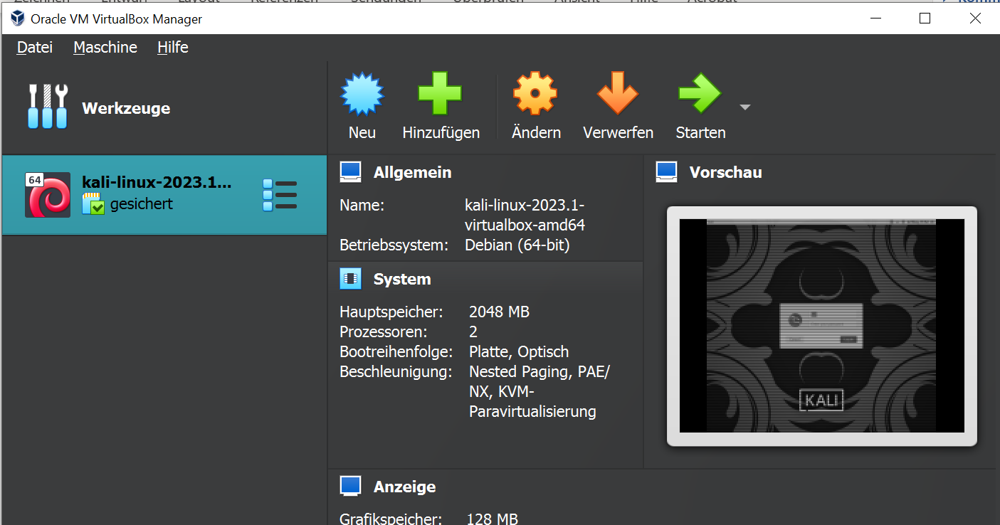 Oracle VM VirtualBox Manager
Datei Maschine Hilfe
Werkzeuge
Neu Hinzufügen Ändern Verwerfen Starten
64
kali-linux-2023.1...
gesichert
Allgemein
Name: kali-linux-2023.1-
virtualbox-amd64
Betriebssystem: Debian (64-bit)
System
Hauptspeicher: 2048 MB
Prozessoren: 2
Bootreihenfolge: Platte, Optisch
Beschleunigung: Nested Paging, PAE/
NX, KVM-
Paravirtualisierung
Vorschau
KALI
Anzeige
Grafikspeicher: 128 MB